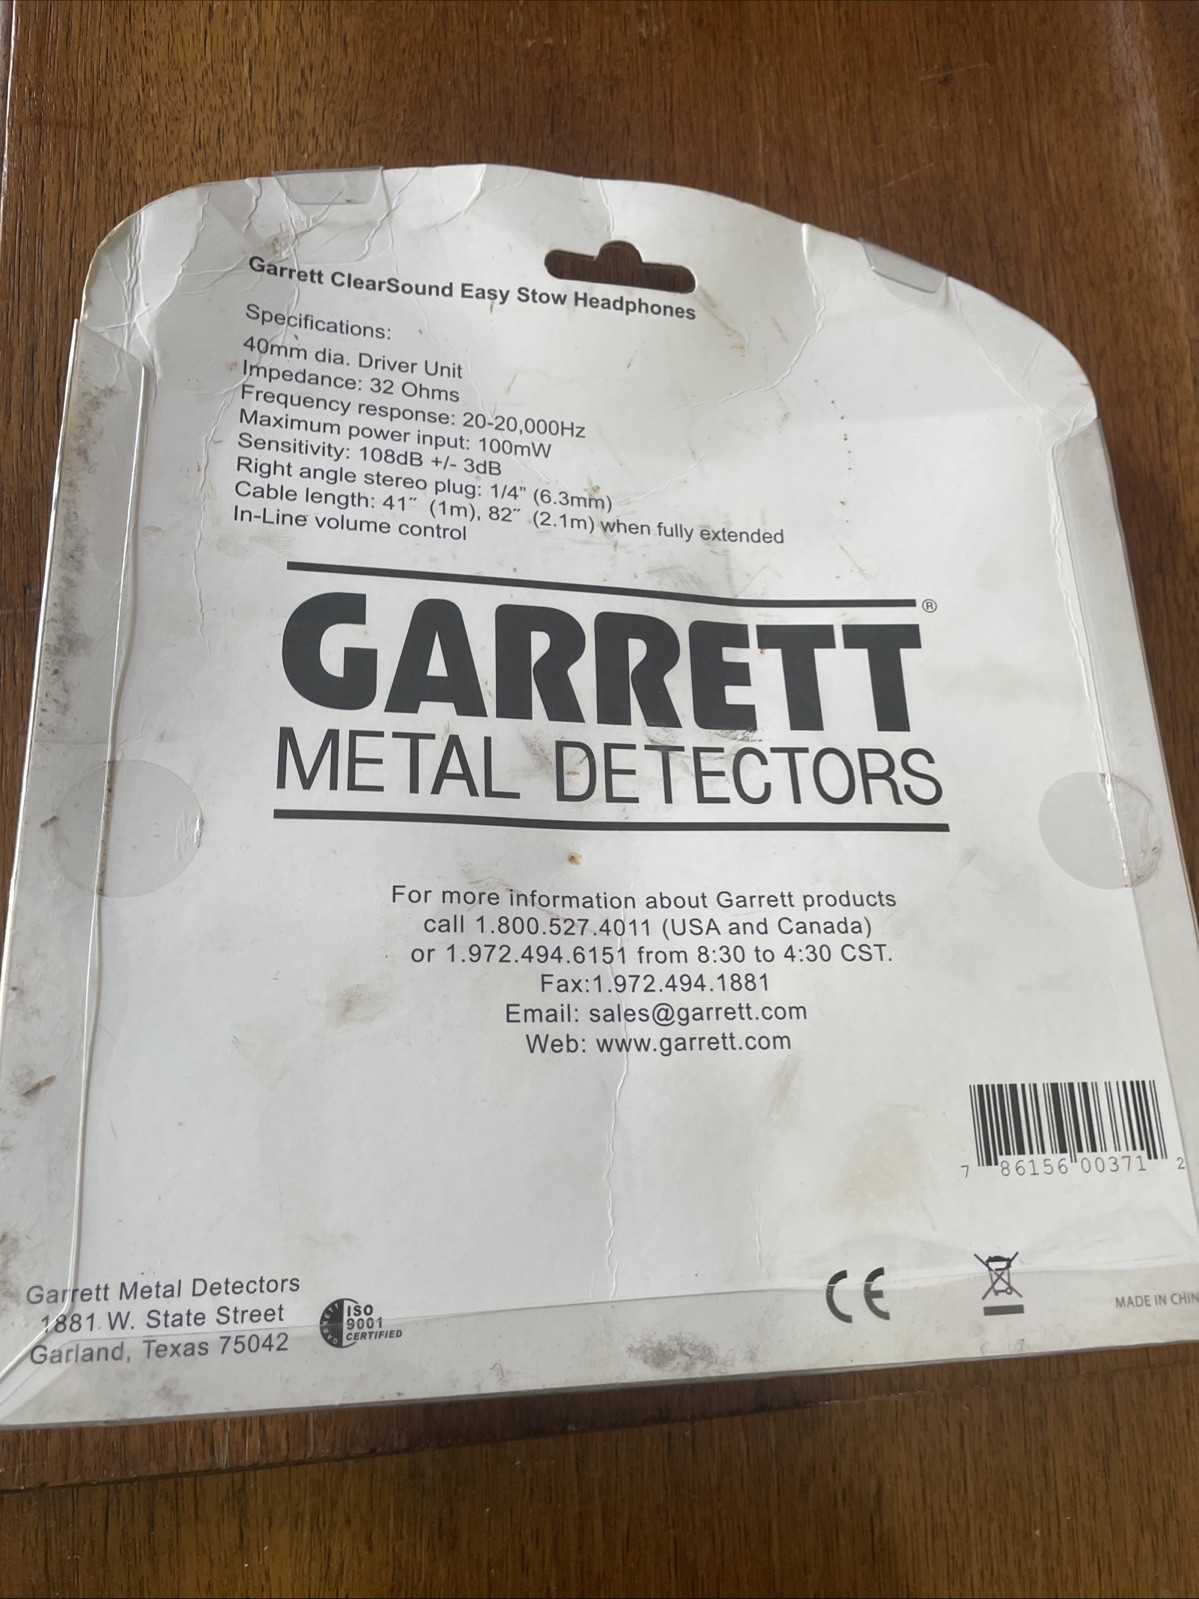 Garrett ClearSound Easy Stow Headphones
Specifications:
40mm dia. Driver Unit
Impedance: 32 Ohms
Frequency response: 20-20,000Hz
Maximum power input: 100mW
Sensitivity: 108dB +/- 3dB
Right angle stereo plug: 1/4" (6.3mm)
Cable length: 41˝ (1m), 82˝ (2.1m) when fully extended
In-Line volume control
GARRETT®
METAL DETECTORS
For more information about Garrett products
call 1.800.527.4011 (USA and Canada)
or 1.972.494.6151 from 8:30 to 4:30 CST.
Fax:1.972.494.1881
Email: sales@garrett.com
Web: www.garrett.com
7 86156 00371 2
Garrett Metal Detectors
1881 W. State Street
Garland, Texas 75042
GARRETT
ISO
9001
CERTIFIED
CE
MADE IN CHIN